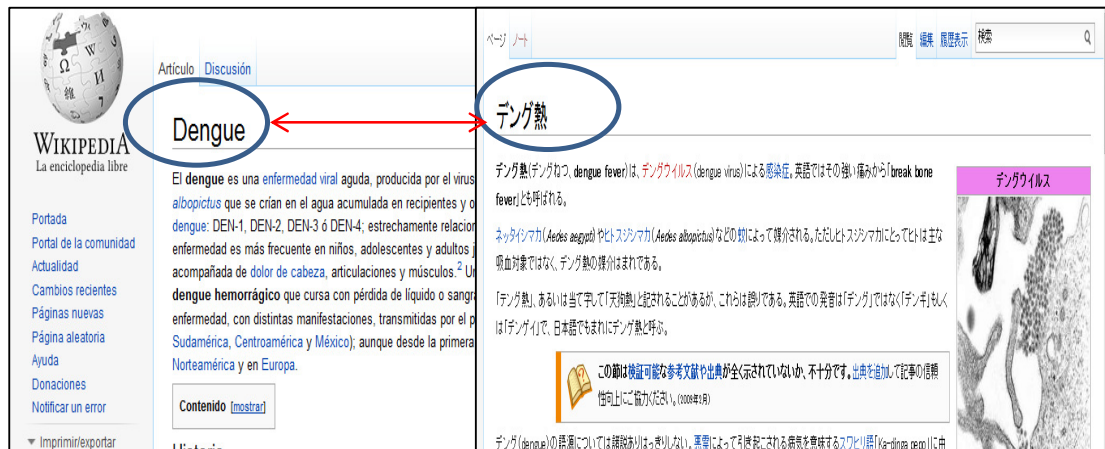 WIKIPEDIA
La enciclopedia libre
Portada
Portal de la comunidad
Actualidad
Cambios recientes
Páginas nuevas
Página aleatoria
Ayuda
Donaciones
Notificar un error
Imprimir/exportar
Artículo Discusión
Dengue
El dengue es una enfermedad viral aguda, producida por el virus
albopictus que se crían en el agua acumulada en recipientes y o
dengue: DEN-1, DEN-2, DEN-3 ó DEN-4; estrechamente relacion
enfermedad es más frecuente en niños, adolescentes y adultos j
acompañada de dolor de cabeza, articulaciones y músculos.2 Un
dengue hemorrágico que cursa con pérdida de líquido o sangra
enfermedad, con distintas manifestaciones, transmitidas por el p
Sudamérica, Centroamérica y México); aunque desde la primera
Norteamérica y en Europa.
Contenido [mostrar]
ページ ノート
閲覧 編集 履歴表示 検索
デング熱
デング熱(デングねつ、dengue fever)は、デングウイルス(dengue virus)による感染症。英語ではその強い痛みから「break bone
fever」とも呼ばれる。
ネッタイシマカ(Aedes aegypti)やヒトスジシマカ(Aedes albopictus)などの蚊によって媒介される。ただしヒトスジシマカにとってヒトは主な
吸血対象ではなく、デング熱の媒介はまれである。
「テング熱」、あるいは当て字して「天狗熱」と記されることがあるが、これらは誤りである。英語での発音は「デング」ではなく「デンギ」もしく
は「デンゲイ」で、日本語でもまれにデンゲ熱と呼ぶ。
この節は検証可能な参考文献や出典が全く示されていないか、不十分です。出典を追加して記事の信頼
性向上にご協力ください。(2009年9月)
デング(dengue)の語源については諸説ありはっきりしない。悪霊によって引き起こされる病気を意味するスワヒリ語「Ka-dinga pepo」に由
デングウイルス